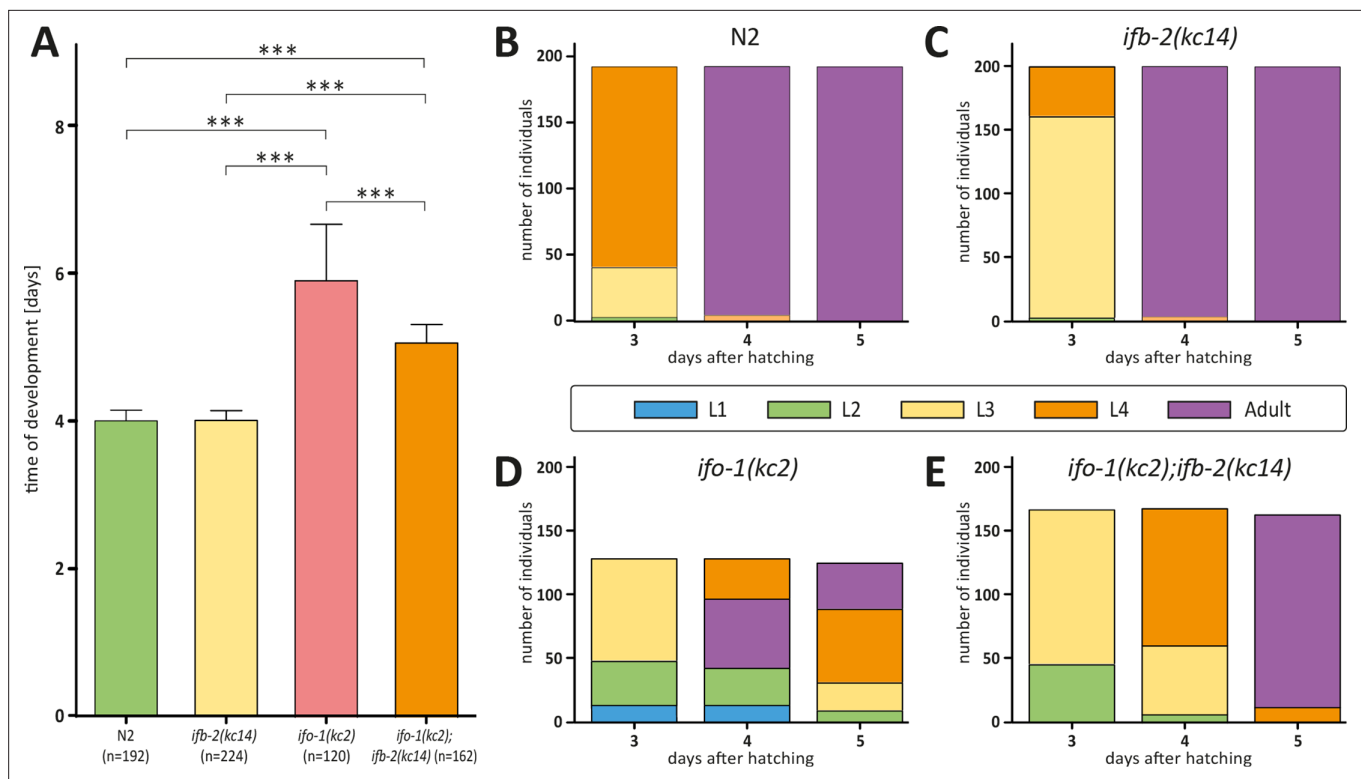 A
***
***
***
***
***
8
6
4
2
0
time of development [days]
N2
(n=192)
ifb-2(kc14)
(n=224)
ifo-1(kc2)
(n=120)
ifo-1(kc2);
ifb-2(kc14) (n=162)
B
N2
200
150
100
50
0
number of individuals
3 4 5
days after hatching
C
ifb-2(kc14)
200
150
100
50
0
number of individuals
3 4 5
days after hatching
L1 L2 L3 L4 Adult
D
ifo-1(kc2)
200
150
100
50
0
number of individuals
3 4 5
days after hatching
E
ifo-1(kc2);ifb-2(kc14)
200
150
100
50
0
number of individuals
3 4 5
days after hatching